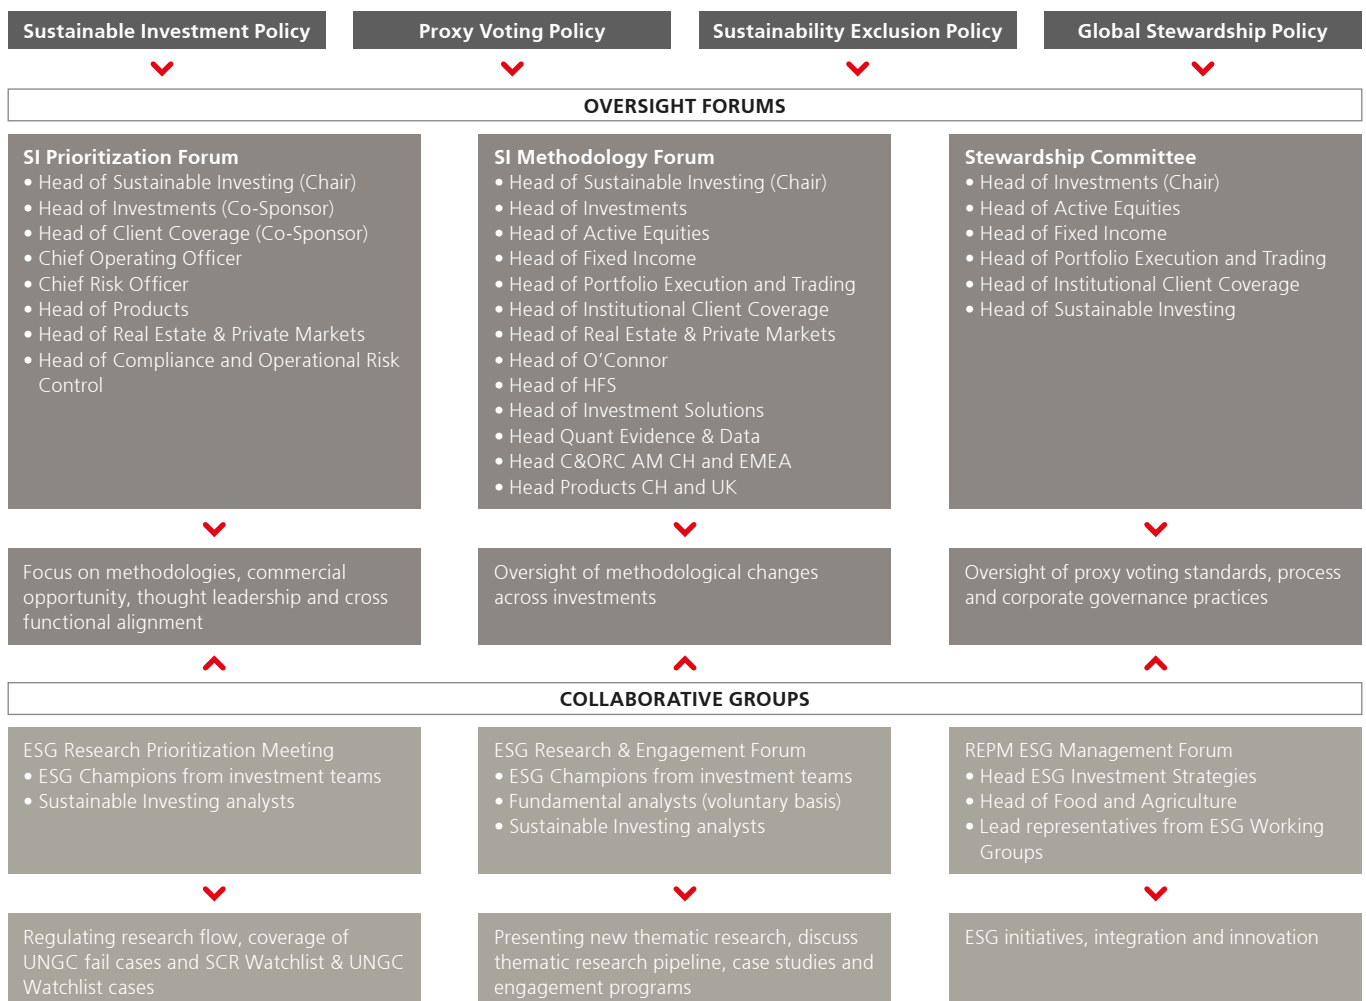 Sustainable Investment Policy
Proxy Voting Policy
Sustainability Exclusion Policy
Global Stewardship Policy
OVERSIGHT FORUMS
SI Prioritization Forum
• Head of Sustainable Investing (Chair)
• Head of Investments (Co-Sponsor)
• Head of Client Coverage (Co-Sponsor)
• Chief Operating Officer
• Chief Risk Officer
• Head of Products
• Head of Real Estate & Private Markets
• Head of Compliance and Operational Risk
Control
SI Methodology Forum
• Head of Sustainable Investing (Chair)
• Head of Investments
• Head of Active Equities
• Head of Fixed Income
• Head of Portfolio Execution and Trading
• Head of Institutional Client Coverage
• Head of Real Estate & Private Markets
• Head of O’Connor
• Head of HFS
• Head of Investment Solutions
• Head Quant Evidence & Data
• Head C&ORC AM CH and EMEA
• Head Products CH and UK
Stewardship Committee
• Head of Investments (Chair)
• Head of Active Equities
• Head of Fixed Income
• Head of Portfolio Execution and Trading
• Head of Institutional Client Coverage
• Head of Sustainable Investing
Focus on methodologies, commercial
opportunity, thought leadership and cross
functional alignment
Oversight of methodological changes
across investments
Oversight of proxy voting standards, process
and corporate governance practices
COLLABORATIVE GROUPS
ESG Research Prioritization Meeting
• ESG Champions from investment teams
• Sustainable Investing analysts
ESG Research & Engagement Forum
• ESG Champions from investment teams
• Fundamental analysts (voluntary basis)
• Sustainable Investing analysts
REPM ESG Management Forum
• Head ESG Investment Strategies
• Head of Food and Agriculture
• Lead representatives from ESG Working
Groups
Regulating research flow, coverage of
UNGC fail cases and SCR Watchlist & UNGC
Watchlist cases
Presenting new thematic research, discuss
thematic research pipeline, case studies and
engagement programs
ESG initiatives, integration and innovation